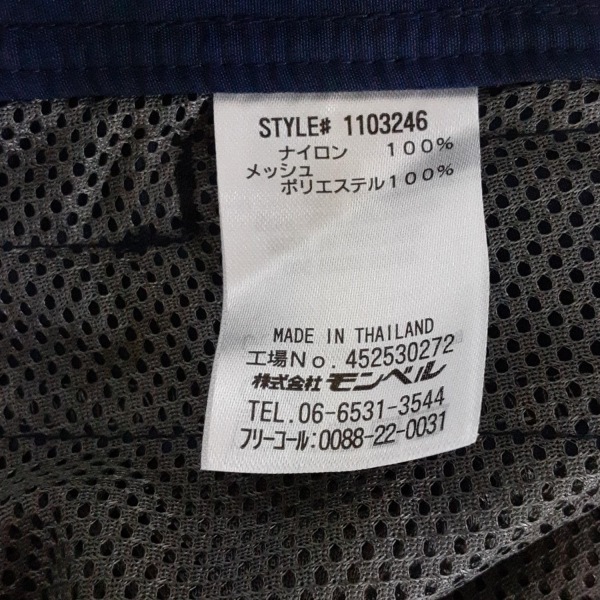 STYLE# 1103246
ナイロン 100%
メッシュ
ポリエステル100%
MADE IN THAILAND
工場No. 452530272
株式会社 モンベル
TEL. 06-6531-3544
フリーコール:0088-22-0031